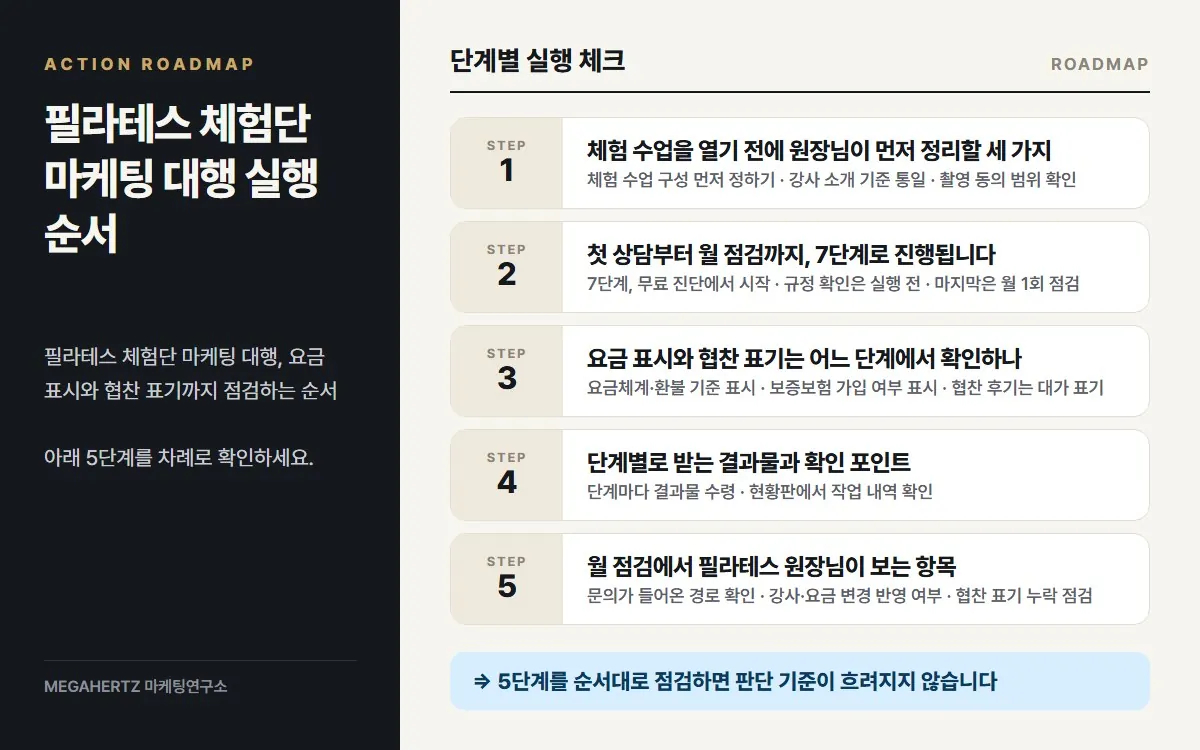 ACTION ROADMAP
필라테스 체험단
마케팅 대행 실행
순서
필라테스 체험단 마케팅 대행, 요금
표시와 협찬 표기까지 점검하는 순서
아래 5단계를 차례로 확인하세요.
MEGAHERTZ 마케팅연구소
단계별 실행 체크
ROADMAP
STEP
1
체험 수업을 열기 전에 원장님이 먼저 정리할 세 가지
체험 수업 구성 먼저 정하기 · 강사 소개 기준 통일 · 촬영 동의 범위 확인
STEP
2
첫 상담부터 월 점검까지, 7단계로 진행됩니다
7단계, 무료 진단에서 시작 · 규정 확인은 실행 전 · 마지막은 월 1회 점검
STEP
3
요금 표시와 협찬 표기는 어느 단계에서 확인하나
요금체계·환불 기준 표시 · 보증보험 가입 여부 표시 · 협찬 후기는 대가 표기
STEP
4
단계별로 받는 결과물과 확인 포인트
단계마다 결과물 수령 · 현황판에서 작업 내역 확인
STEP
5
월 점검에서 필라테스 원장님이 보는 항목
문의가 들어온 경로 확인 · 강사·요금 변경 반영 여부 · 협찬 표기 누락 점검
→ 5단계를 순서대로 점검하면 판단 기준이 흐려지지 않습니다